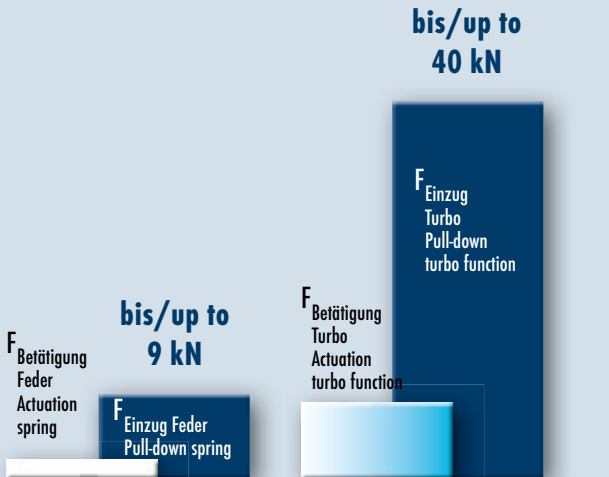 bis/up to
40 kN
F
Einzug
Turbo
Pull-down
turbo function
bis/up to
9 kN
F
Betätigung
Turbo
Actuation
turbo function
F
Betätigung
Feder
Actuation
spring
F
Einzug Feder
Pull-down spring